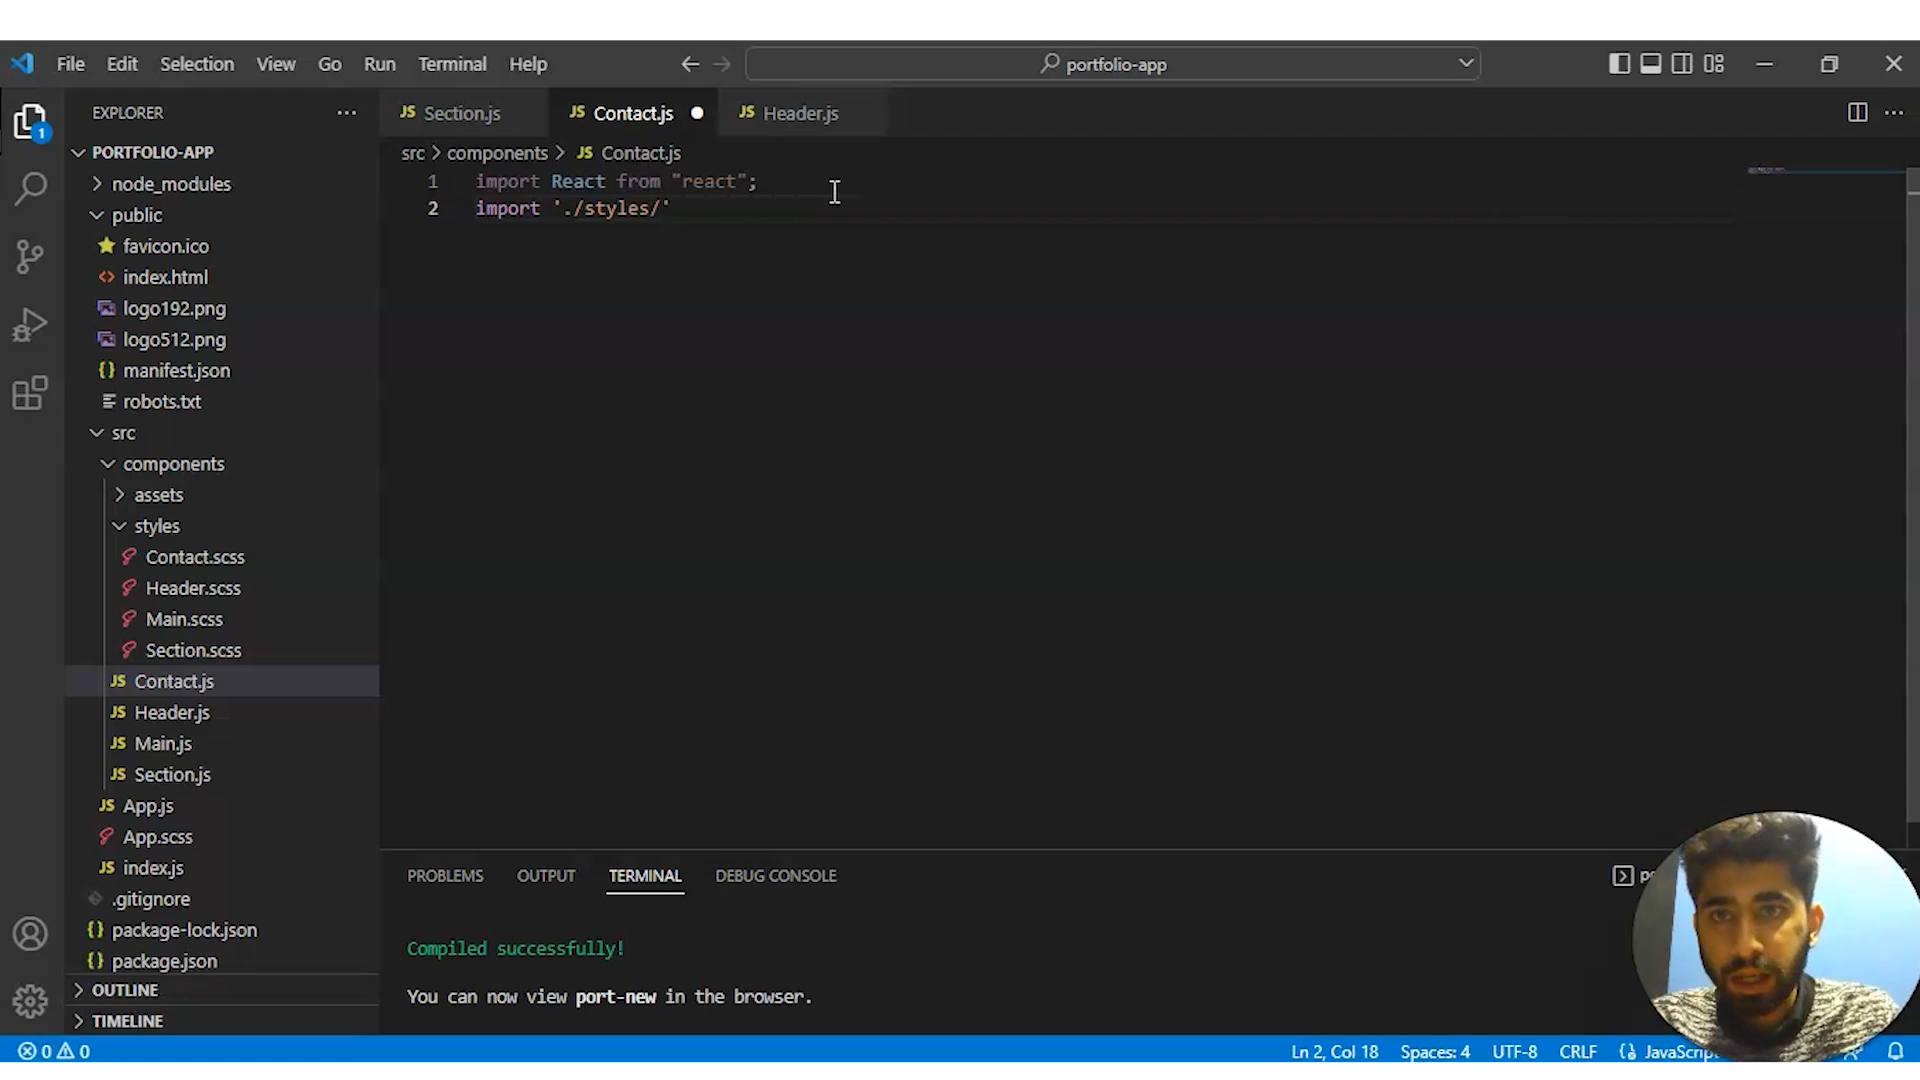 File Edit Selection View Go Run Terminal Help
portfolio-app
EXPLORER
1
PORTFOLIO-APP
node_modules
public
favicon.ico
index.html
logo192.png
logo512.png
manifest.json
robots.txt
src
components
assets
styles
Contact.scss
Header.scss
Main.scss
Section.scss
JS Contact.js
JS Header.js
JS Main.js
JS Section.js
JS App.js
App.scss
JS index.js
.gitignore
{} package-lock.json
{} package.json
OUTLINE
TIMELINE
JS Section.js JS Contact.js JS Header.js
src > components > JS Contact.js
1 import React from "react";
2 import './styles/'
PROBLEMS OUTPUT TERMINAL DEBUG CONSOLE
Compiled successfully!
You can now view port-new in the browser.
0 0 Ln 2, Col 18 Spaces: 4 UTF-8 CRLF {} JavaScript